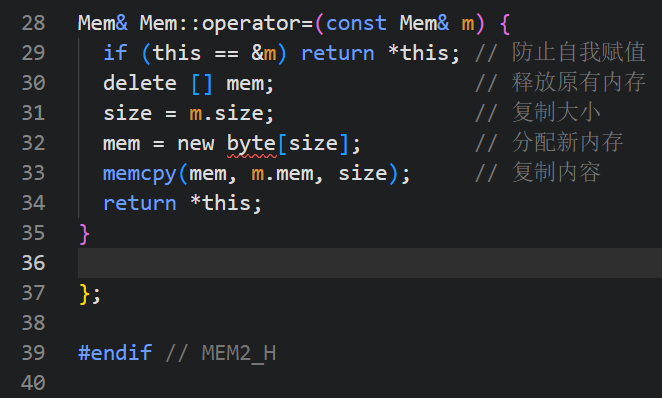 28 Mem& Mem::operator=(const Mem& m) {
29 if (this == &m) return *this; // 防止自我赋值
30 delete [] mem; // 释放原有内存
31 size = m.size; // 复制大小
32 mem = new byte[size]; // 分配新内存
33 memcpy(mem, m.mem, size); // 复制内容
34 return *this;
35 }
36
37 };
38
39 #endif // MEM2_H
40